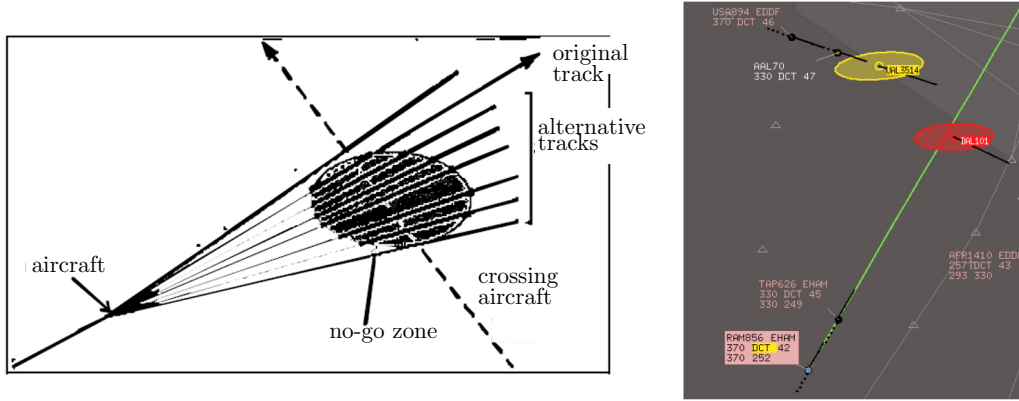 original
track
alternative
tracks
aircraft
crossing
aircraft
no-go zone
USA894 EDDF
370 DCT 46
AAL70
330 DCT 47
UAL3514
DAL101
AFR1410 EDDF
257↑DCT 43
293 330
TAP626 EHAM
330 DCT 45
330 249
RAM856 EHAM
370 DCT 42
370 252